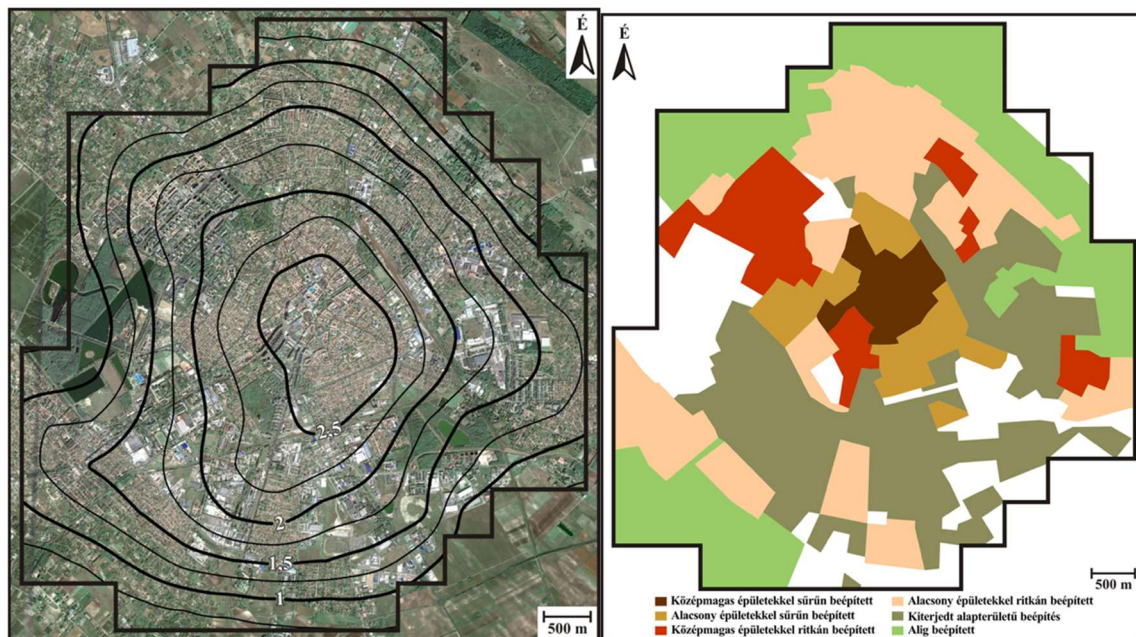 É
2.5
2
1.5
1
500 m
É
500 m
Középmagas épületekkel sűrűn beépített
Alacsony épületekkel sűrűn beépített
Középmagas épületekkel ritkán beépített
Alacsony épületekkel ritkán beépített
Kiterjedt alapterületű beépítés
Alig beépített